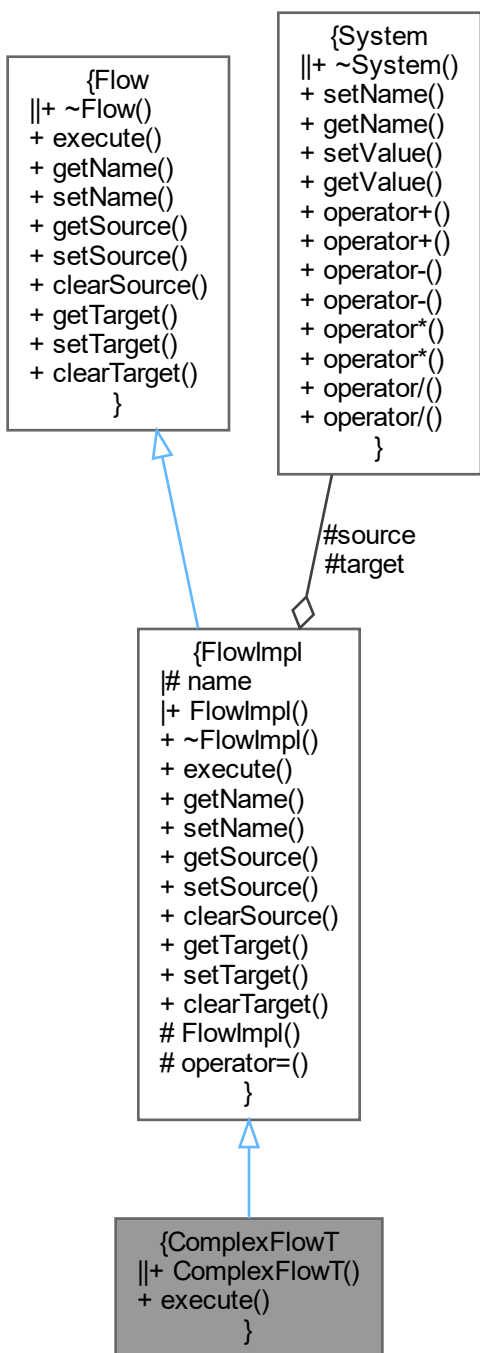 {Flow
||+ ~Flow()
+ execute()
+ getName()
+ setName()
+ getSource()
+ setSource()
+ clearSource()
+ getTarget()
+ setTarget()
+ clearTarget()
}
{System
||+ ~System()
+ setName()
+ getName()
+ setValue()
+ getValue()
+ operator+()
+ operator+()
+ operator-()
+ operator-()
+ operator*()
+ operator*()
+ operator/()
+ operator/()
}
#source
#target
{FlowImpl
|# name
|+ FlowImpl()
+ ~FlowImpl()
+ execute()
+ getName()
+ setName()
+ getSource()
+ setSource()
+ clearSource()
+ getTarget()
+ setTarget()
+ clearTarget()
# FlowImpl()
# operator=()
}
{ComplexFlowT
||+ ComplexFlowT()
+ execute()
}